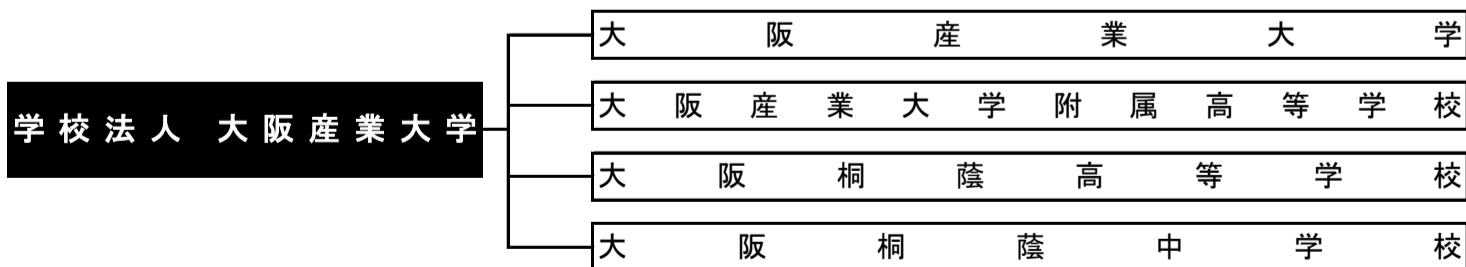 学校法人 大阪産業大学
大阪産業大学
大阪産業大学附属高等学校
大阪桐蔭高等学校
大阪桐蔭中学校